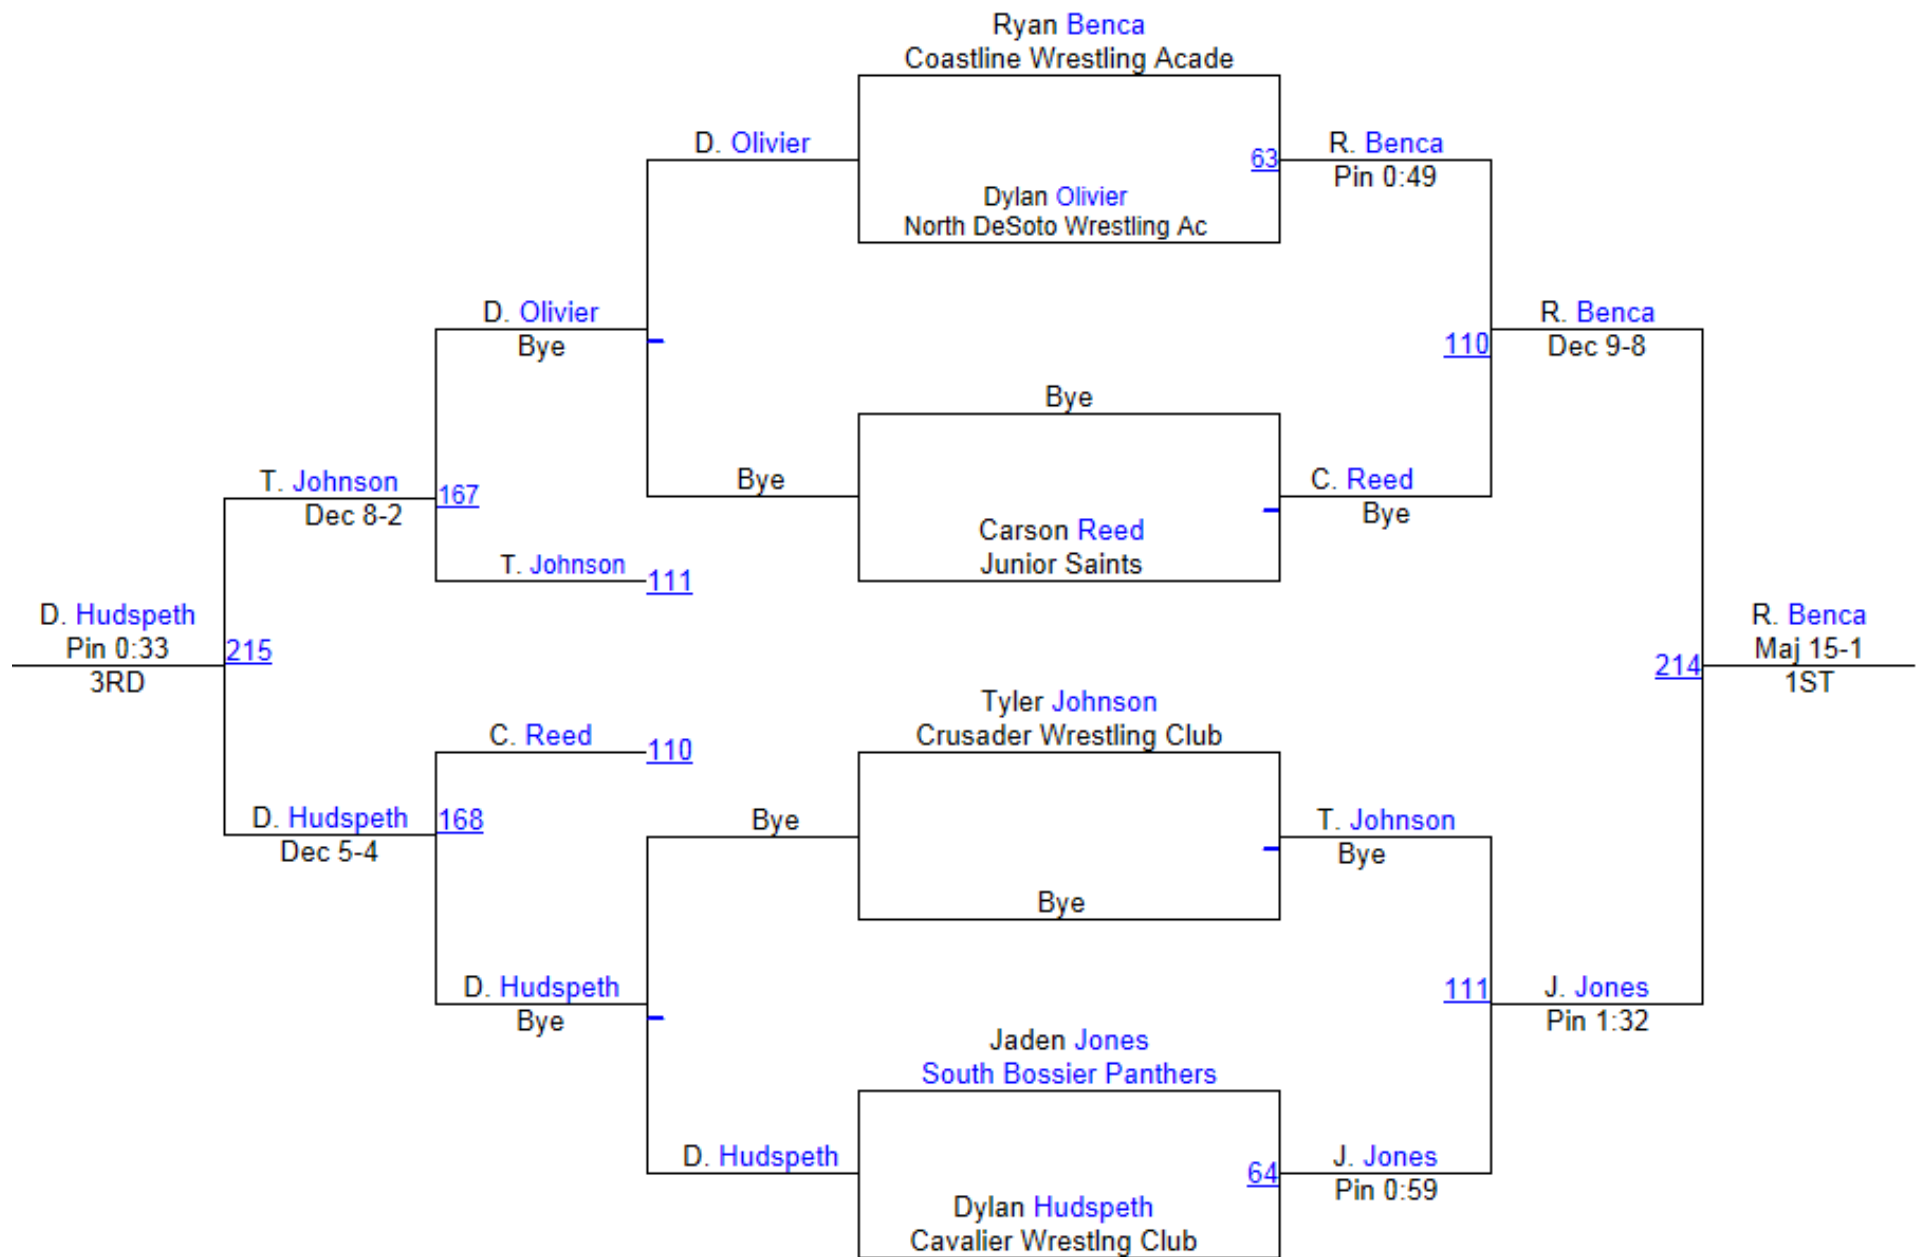 Ryan Benca
Coastline Wrestling Acade
D. Olivier
63
R. Benca
Pin 0:49
Dylan Olivier
North DeSoto Wrestling Ac
D. Olivier
Bye
110
R. Benca
Dec 9-8
Bye
Bye
C. Reed
Bye
Carson Reed
Junior Saints
T. Johnson
Dec 8-2
167
T. Johnson
111
D. Hudspeth
Pin 0:33
3RD
215
214
R. Benca
Maj 15-1
1ST
Tyler Johnson
Crusader Wrestling Club
C. Reed
110
D. Hudspeth
Dec 5-4
168
Bye
T. Johnson
Bye
Bye
D. Hudspeth
Bye
111
J. Jones
Pin 1:32
Jaden Jones
South Bossier Panthers
D. Hudspeth
64
J. Jones
Pin 0:59
Dylan Hudspeth
Cavalier Wrestlng Club